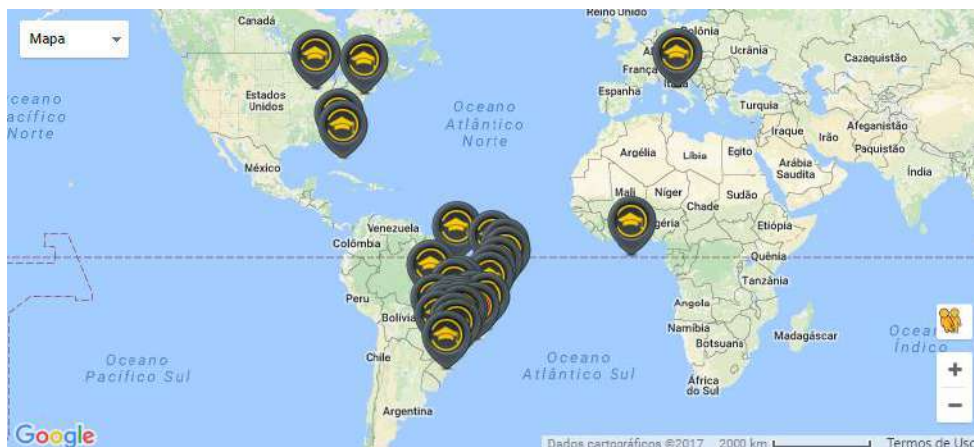 Canadá
Reino Unido
Mapa
Ucrânia
Cazaquistão
França
Estados
Unidos
Oceano
Atlântico
Norte
Oceano
Pacífico
Norte
Espanha
Turquia
Iraque
Irão
Afeganistão
Paquistão
Argélia
Líbia
Egito
Arábia
Saudita
Índia
México
Mali
Níger
Chade
Sudão
Venezuela
Colômbia
Etiópia
Quênia
Tanzânia
Peru
Bolívia
Angola
Namíbia
Botsuana
Madagáscar
Oceano
Índico
Oceano
Pacífico Sul
Oceano
Atlântico Sul
Chile
África
do Sul
Argentina
Google
Dados cartográficos ©2017
2000 km
Termos de Uso